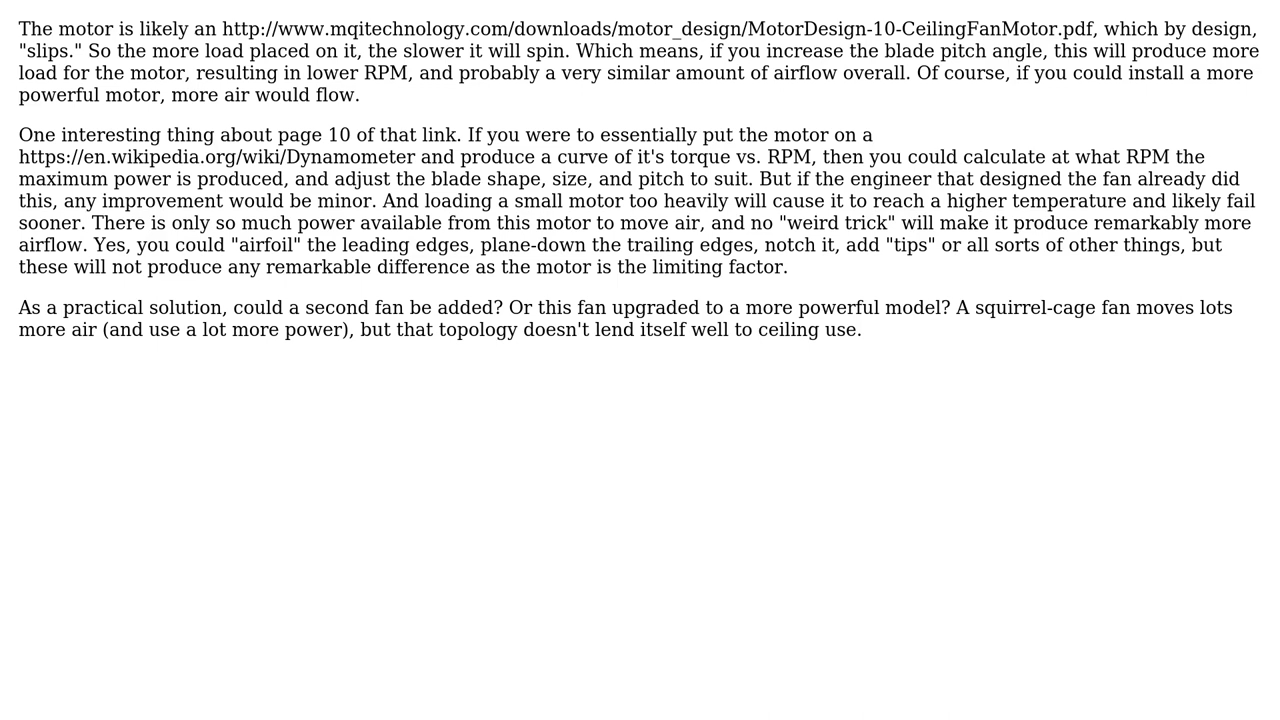 The motor is likely an http://www.mqitechnology.com/downloads/motor_design/MotorDesign-10-CeilingFanMotor.pdf, which by design,
"slips." So the more load placed on it, the slower it will spin. Which means, if you increase the blade pitch angle, this will produce more
load for the motor, resulting in lower RPM, and probably a very similar amount of airflow overall. Of course, if you could install a more
powerful motor, more air would flow.
One interesting thing about page 10 of that link. If you were to essentially put the motor on a
https://en.wikipedia.org/wiki/Dynamometer and produce a curve of it's torque vs. RPM, then you could calculate at what RPM the
maximum power is produced, and adjust the blade shape, size, and pitch to suit. But if the engineer that designed the fan already did
this, any improvement would be minor. And loading a small motor too heavily will cause it to reach a higher temperature and likely fail
sooner. There is only so much power available from this motor to move air, and no "weird trick" will make it produce remarkably more
airflow. Yes, you could "airfoil" the leading edges, plane-down the trailing edges, notch it, add "tips" or all sorts of other things, but
these will not produce any remarkable difference as the motor is the limiting factor.
As a practical solution, could a second fan be added? Or this fan upgraded to a more powerful model? A squirrel-cage fan moves lots
more air (and use a lot more power), but that topology doesn't lend itself well to ceiling use.